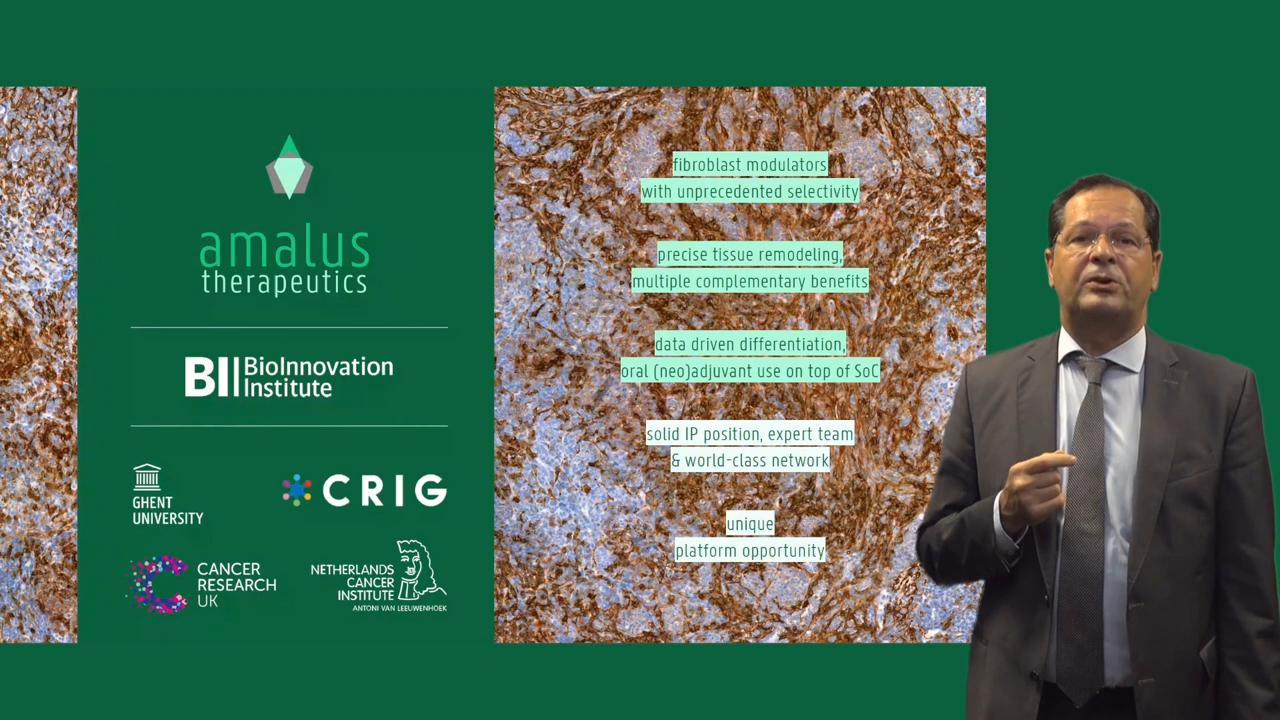 amalus
therapeutics
BII BioInnovation
Institute
GHENT
UNIVERSITY
CRIG
CANCER
RESEARCH
UK
NETHERLANDS
CANCER
INSTITUTE
ANTONI VAN LEEUWENHOEK
fibroblast modulators
with unprecedented selectivity
precise tissue remodeling,
multiple complementary benefits
data driven differentiation,
oral (neo)adjuvant use on top of SoC
solid IP position, expert team
& world-class network
unique
platform opportunity